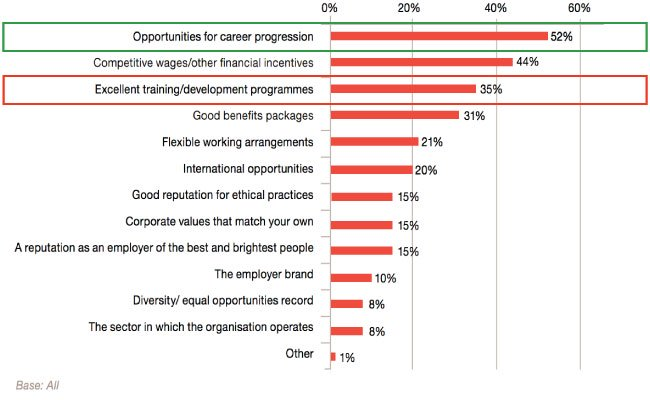 0% 20% 40% 60%
Opportunities for career progression 52%
Competitive wages/other financial incentives 44%
Excellent training/development programmes 35%
Good benefits packages 31%
Flexible working arrangements 21%
International opportunities 20%
Good reputation for ethical practices 15%
Corporate values that match your own 15%
A reputation as an employer of the best and brightest people 15%
The employer brand 10%
Diversity/ equal opportunities record 8%
The sector in which the organisation operates 8%
Other 1%
Base: All